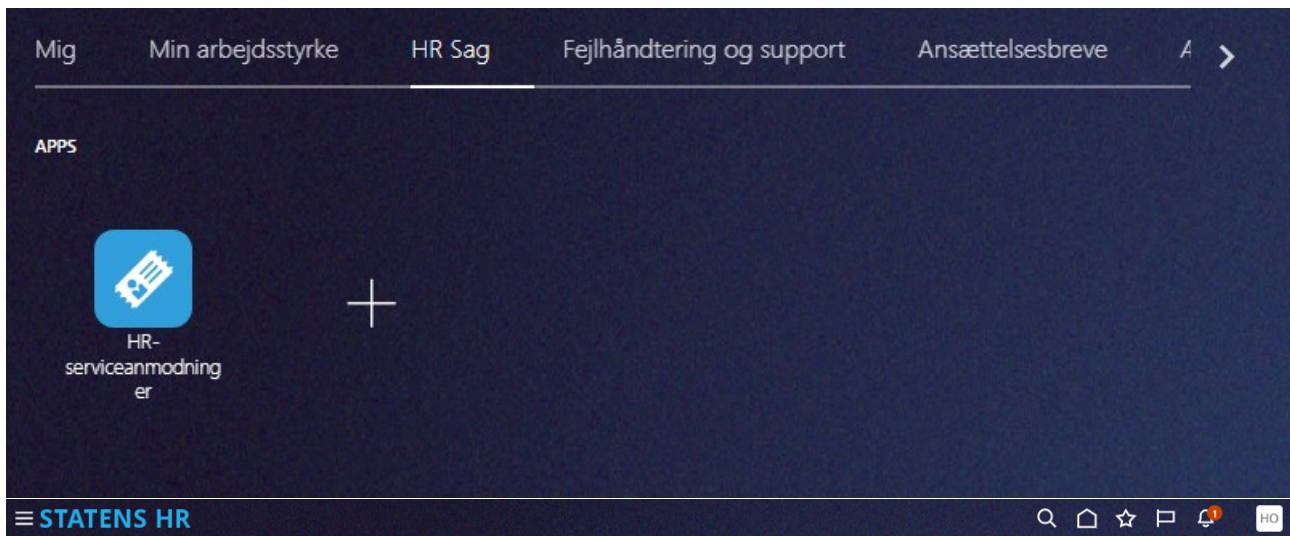 Mig Min arbejdsstyrke HR Sag Fejlhåndtering og support Ansættelsesbreve A
APPS
HR-
serviceanmodning
er
STATENS HR 1 HO